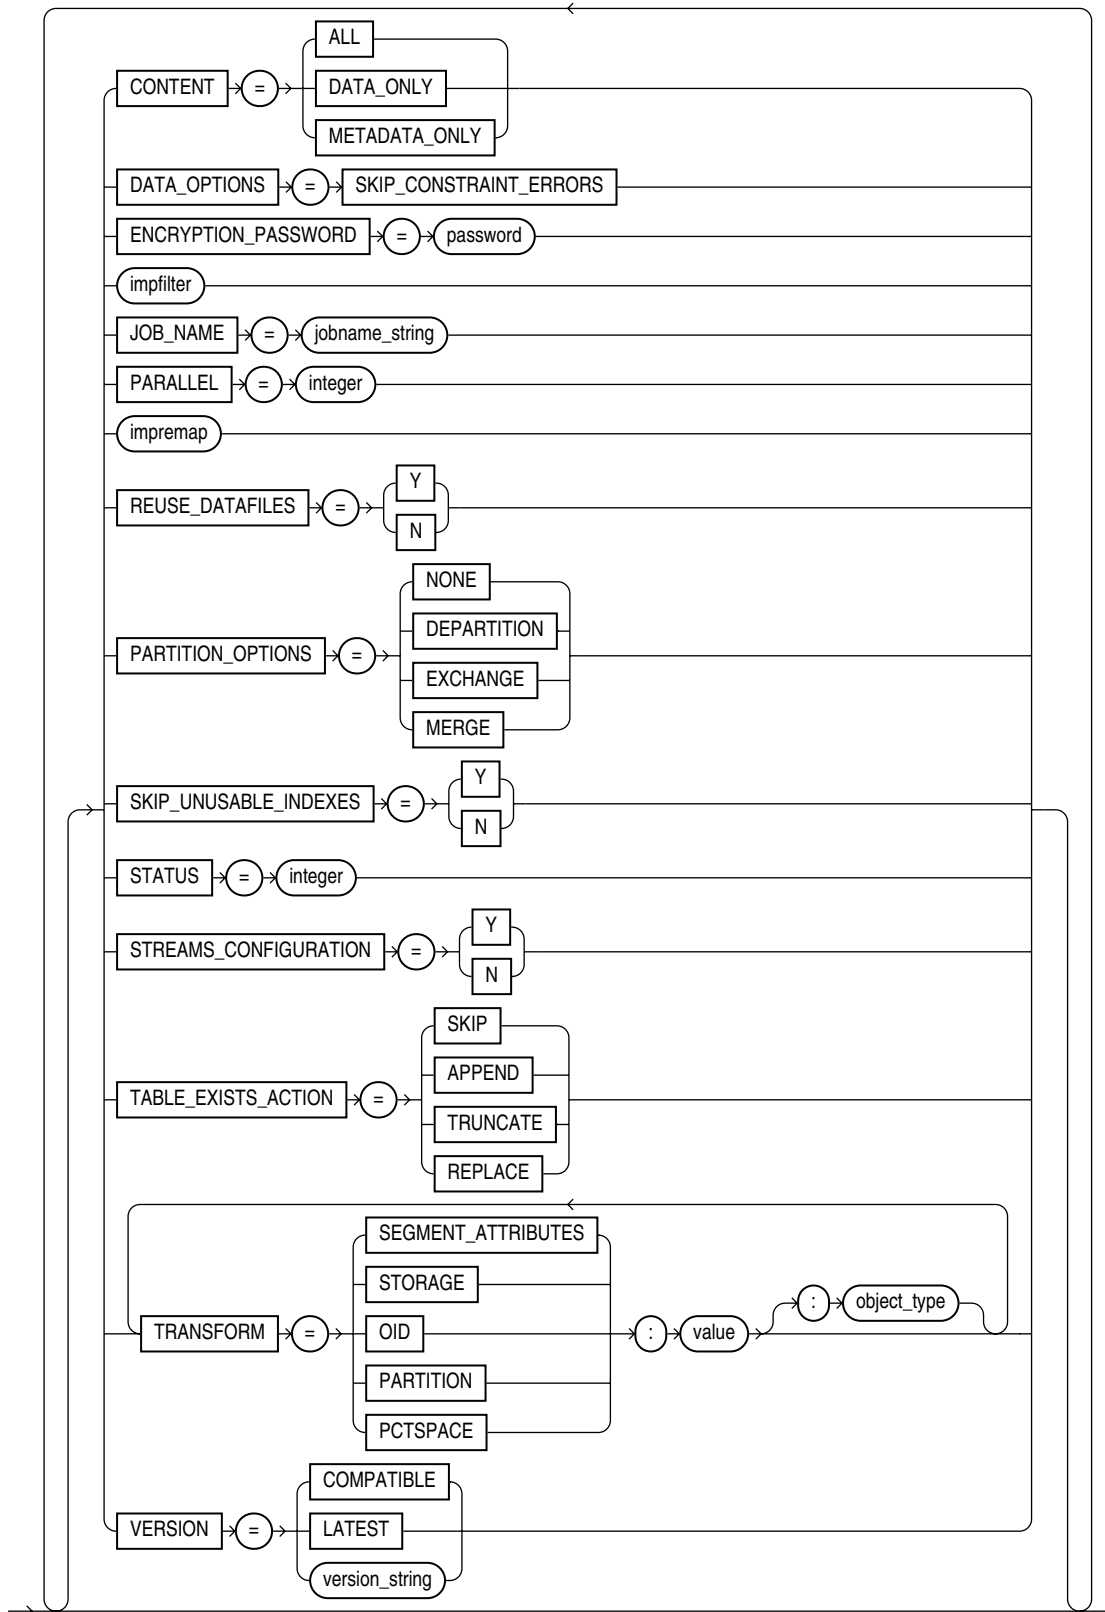 ALL
CONTENT = DATA_ONLY
METADATA_ONLY
DATA_OPTIONS = SKIP_CONSTRAINT_ERRORS
ENCRYPTION_PASSWORD = password
impfilter
JOB_NAME = jobname_string
PARALLEL = integer
impremap
Y
REUSE_DATAFILES =
N
NONE
DEPARTITION
PARTITION_OPTIONS =
EXCHANGE
MERGE
Y
SKIP_UNUSABLE_INDEXES =
N
STATUS = integer
Y
STREAMS_CONFIGURATION =
N
SKIP
APPEND
TABLE_EXISTS_ACTION =
TRUNCATE
REPLACE
SEGMENT_ATTRIBUTES
STORAGE
: object_type
TRANSFORM = OID : value
PARTITION
PCTSPACE
COMPATIBLE
VERSION = LATEST
version_string